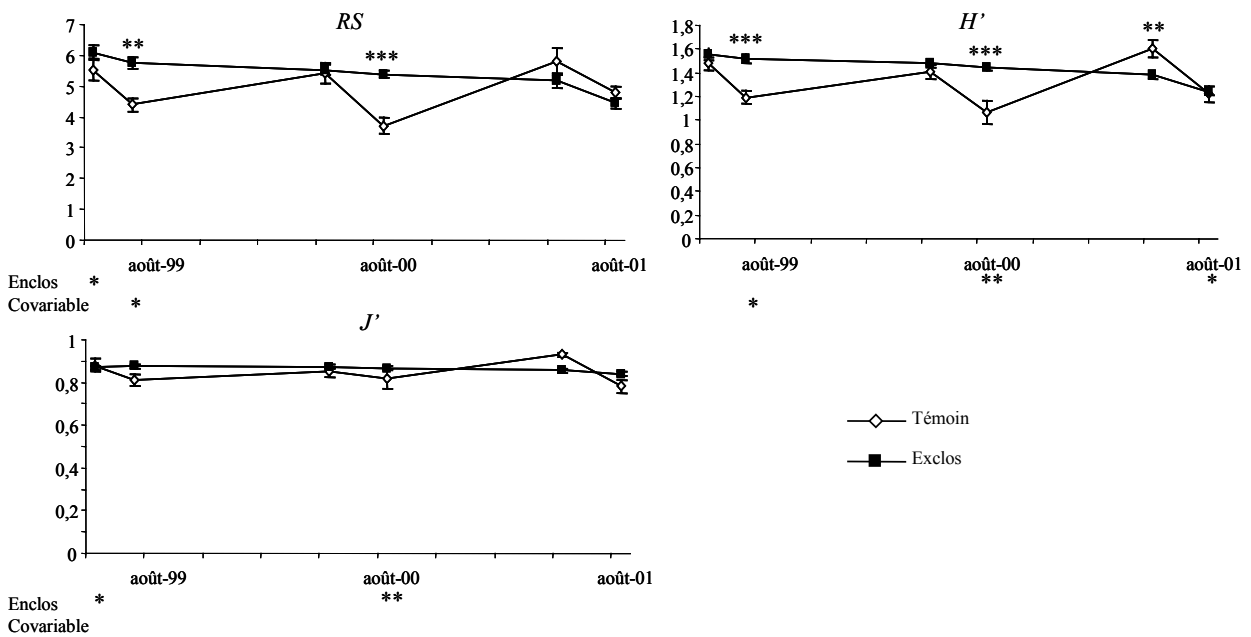 RS
7
6
5
4
3
2
1
0
** ***
août-99 août-00 août-01
Enclos *
Covariable *
H’
1,8
1,6
1,4
1,2
1
0,8
0,6
0,4
0,2
0
*** *** **
août-99 août-00 août-01
** *
*
J’
1
0,8
0,6
0,4
0,2
0
août-99 août-00 août-01
Enclos * **
Covariable
Témoin
Exclos